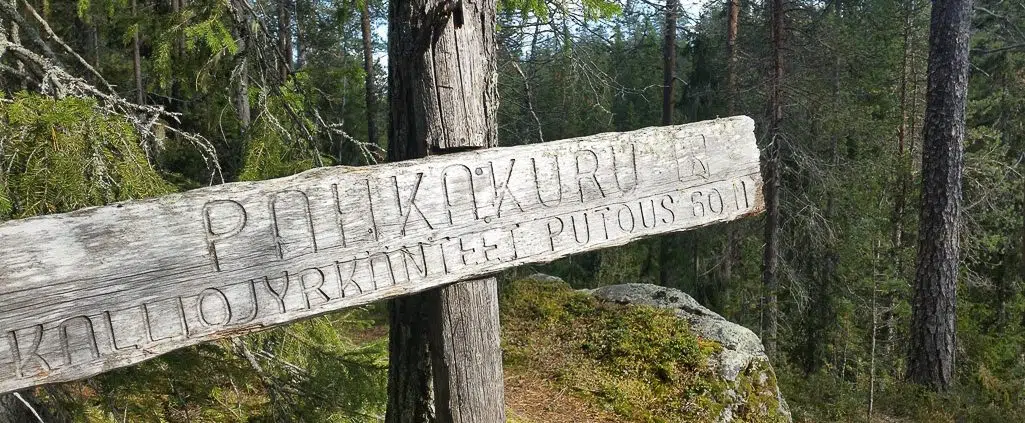 PAHKAKURU
KALLIOJYRKÄNTEET PUTOUS 60 M